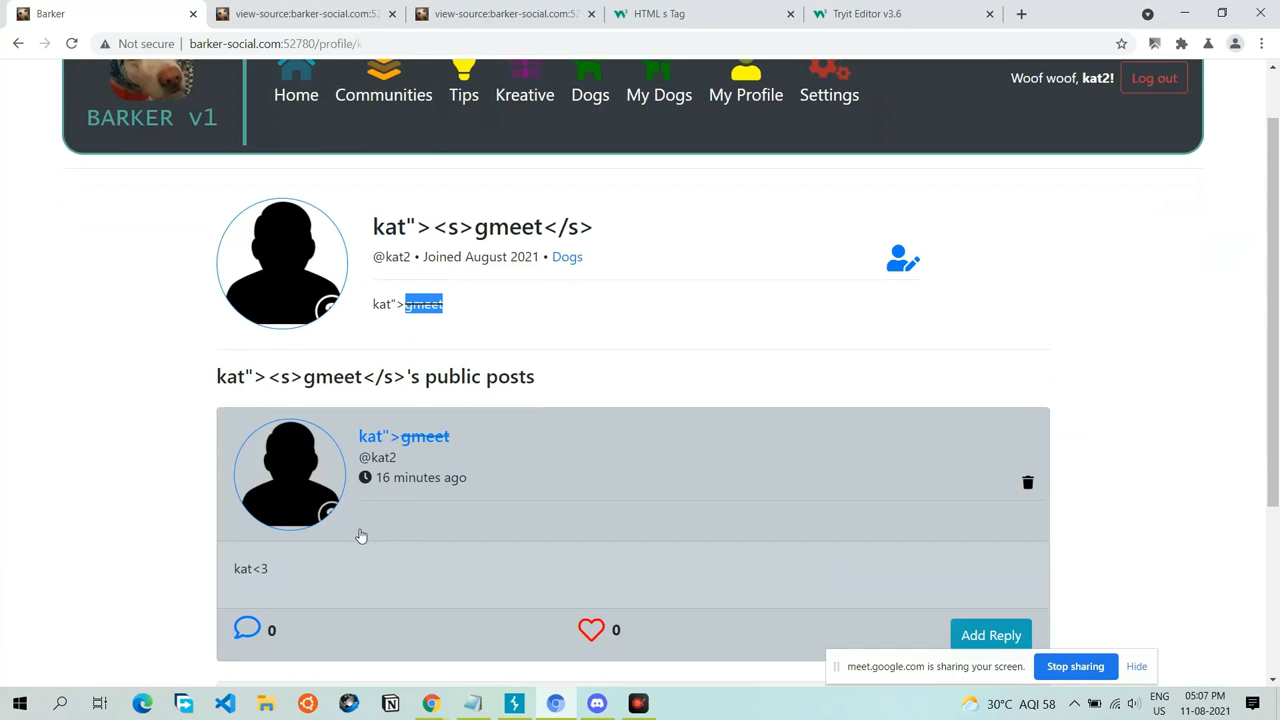 Barker
view-source:barker-social.com:52
view-source:barker-social.com:52
HTML s Tag
Tryit Editor v3.6
Not secure
barker-social.com:52780/profile/k
BARKER v1
Home
Communities
Tips
Kreative
Dogs
My Dogs
My Profile
Settings
Woof woof, kat2!
Log out
kat"><s>gmeet</s>
@kat2 • Joined August 2021 • Dogs
kat">gmeet
kat"><s>gmeet</s>'s public posts
kat">gmeet
@kat2
16 minutes ago
kat<3
0
0
Add Reply
meet.google.com is sharing your screen.
Stop sharing
Hide
30°C AQI 58
ENG
US
05:07 PM
11-08-2021